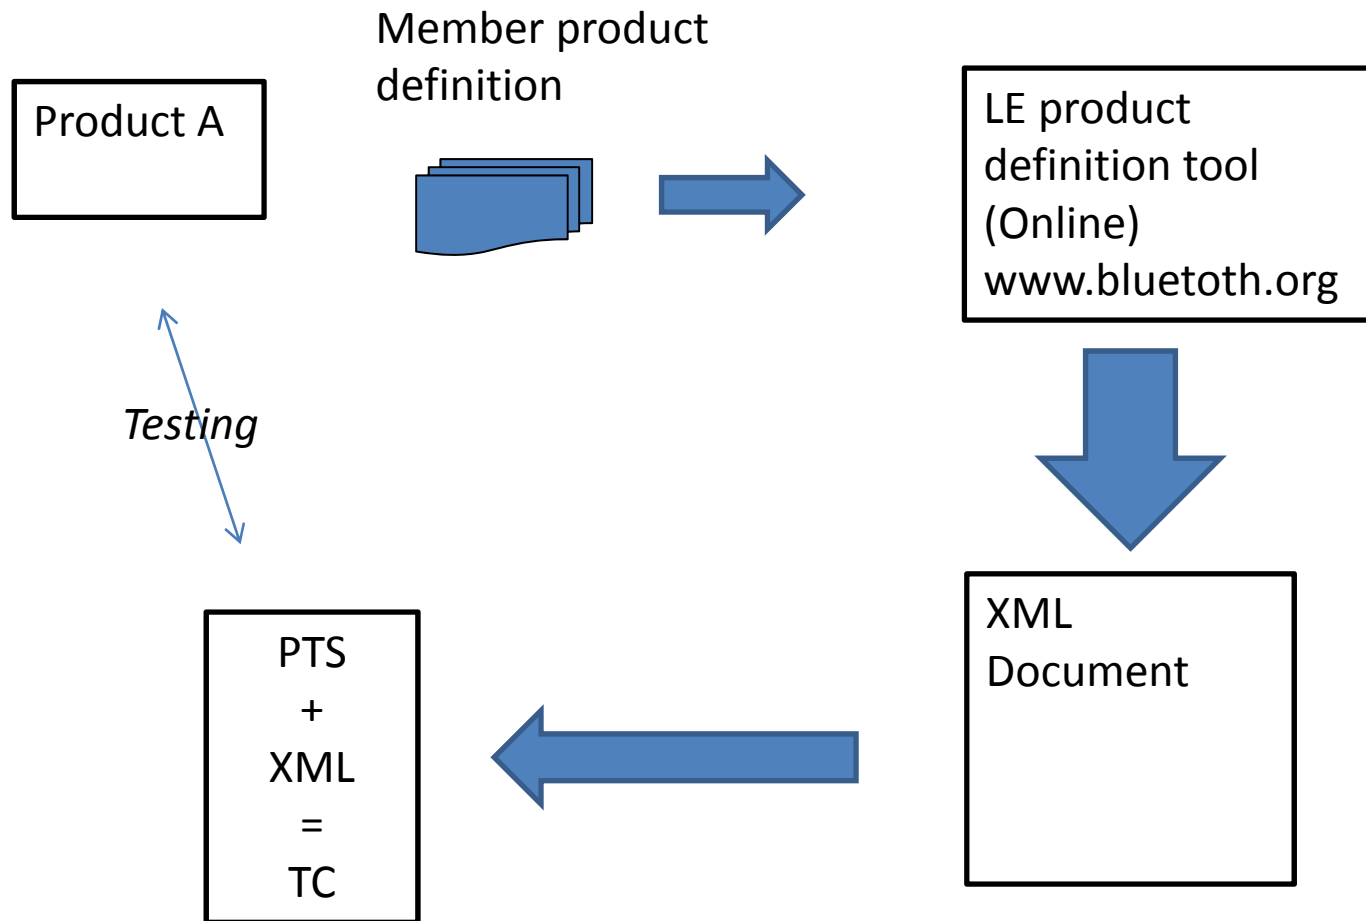 Member product
definition
Product A
LE product
definition tool
(Online)
www.bluetoth.org
Testing
XML
Document
PTS
+
XML
=
TC